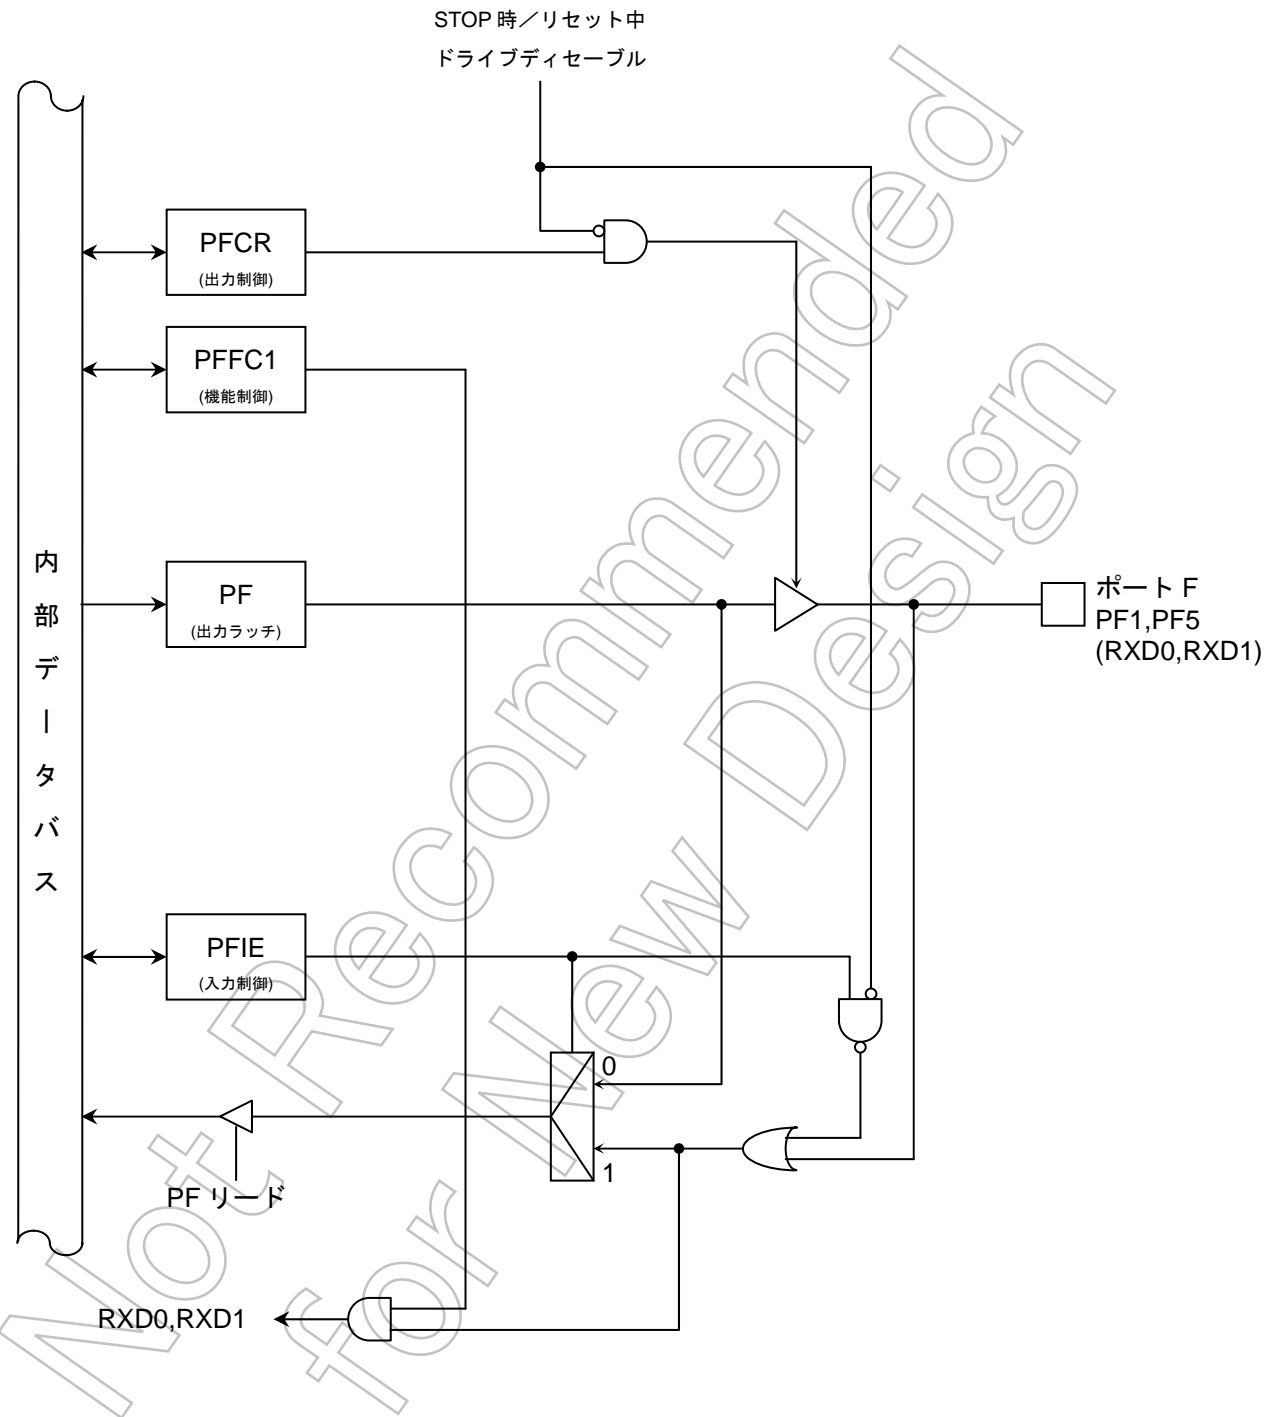 STOP 時／リセット中
ドライブディセーブル
PFCR
(出力制御)
PFFC1
(機能制御)
内部データバス
PF
(出力ラッチ)
ポート F
PF1,PF5
(RXD0,RXD1)
PFIE
(入力制御)
0
1
PF リード
RXD0,RXD1
Not Recommended
for New Design